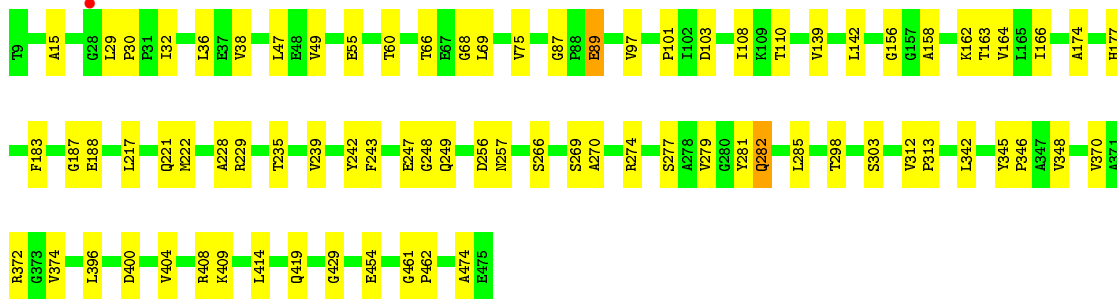 T9 A15 G28 L29 P30 P31 I32 L36 E37 V38 L47 E48 V49 E55 T60 T66 E67 G68 L69 V75 G87 P88 E89 V97 P101 I102 D103 I108 K109 T110 V139 L142 G156 G157 A158 K162 T163 V164 L165 I166 A174 H177
F183 G187 E188 L217 Q221 M222 A228 R229 T235 V239 Y242 F243 E247 G248 Q249 D256 N257 S266 S269 A270 R274 S277 A278 V279 G280 Y281 Q282 L285 T298 S303 V312 P313 L342 Y345 P346 A347 V348 V370 A371
R372 G373 V374 L396 D400 V404 R408 K409 L414 Q419 G429 E454 G461 P462 A474 E475